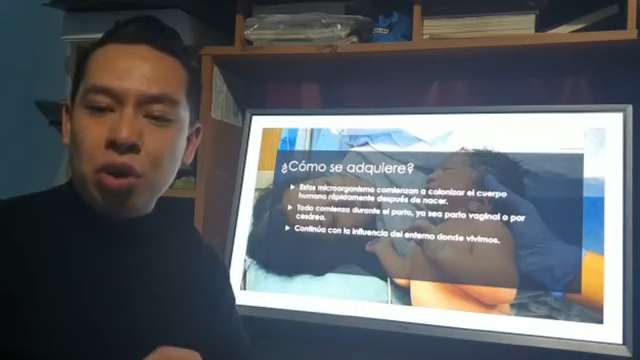 ¿Cómo se adquiere?
Estos microorganismo comienzan a colonizar el cuerpo
humano rápidamente después de nacer.
Todo comienza durante el parto, ya sea parto vaginal o por
cesárea.
Continúa con la influencia del entorno donde vivimos.